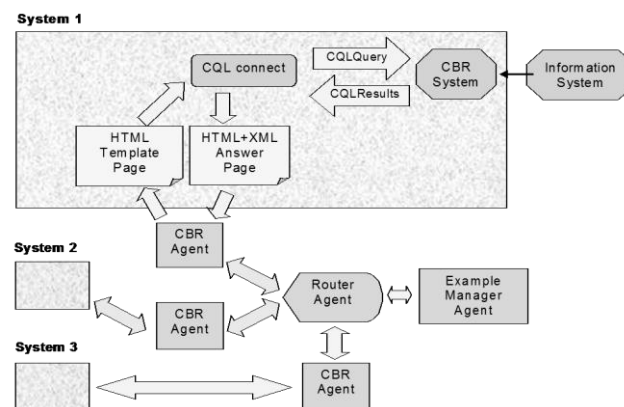 System 1
CQL connect
CQLQuery
CQLResults
CBR
System
Information
System
HTML
Template
Page
HTML+XML
Answer
Page
CBR
Agent
System 2
CBR
Agent
Router
Agent
Example
Manager
Agent
System 3
CBR
Agent